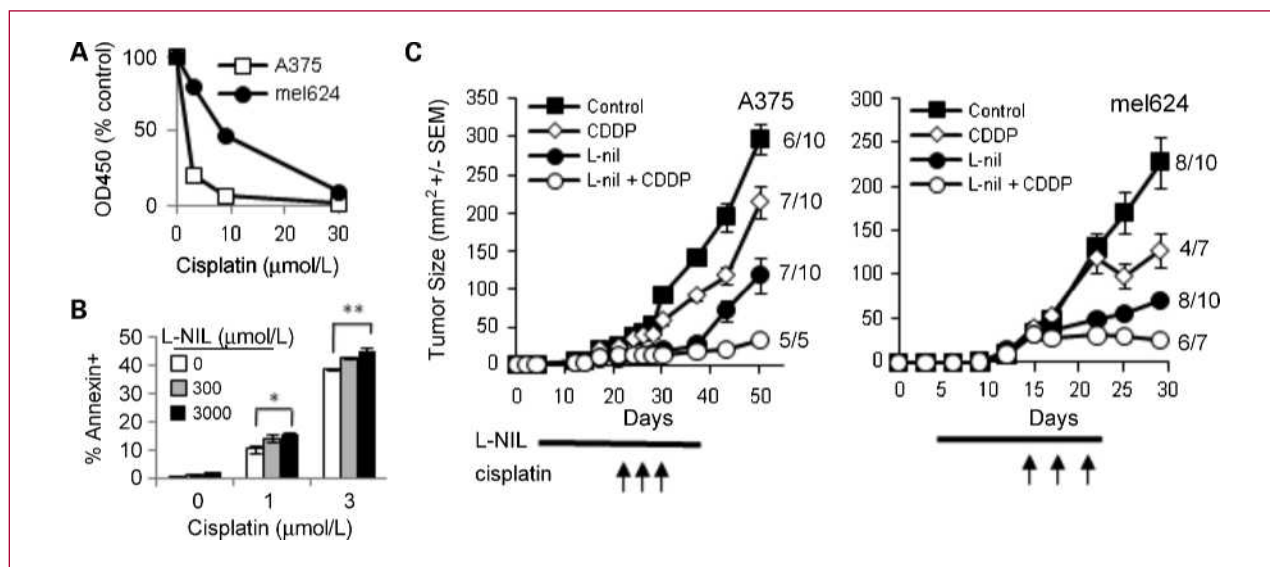 A
OD450 (% control)
100
50
0
A375
mel624
0 10 20 30
Cisplatin (μmol/L)
B
L-NIL (μmol/L)
0
300
3000
% Annexin+
50
40
30
20
10
0
*
**
0 1 3
Cisplatin (μmol/L)
C
Tumor Size (mm² +/- SEM)
350
300
250
200
150
100
50
0
Control
CDDP
L-nil
L-nil + CDDP
A375
6/10
7/10
7/10
5/5
0 10 20 30 40 50
Days
L-NIL
cisplatin
300
250
200
150
100
50
0
Control
CDDP
L-nil
L-nil + CDDP
mel624
8/10
4/7
8/10
6/7
0 5 10 15 20 25 30
Days